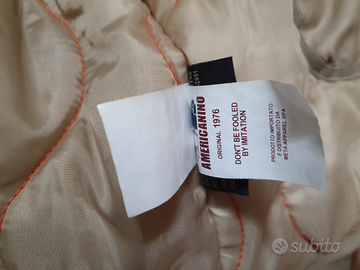 AMERICANINO
ORIGINAL 1976
DON'T BE FOOLED
BY IMITATION
PRODOTTO IMPORTATO
E DISTRIBUITO DA
META APPAREL SPA
subito